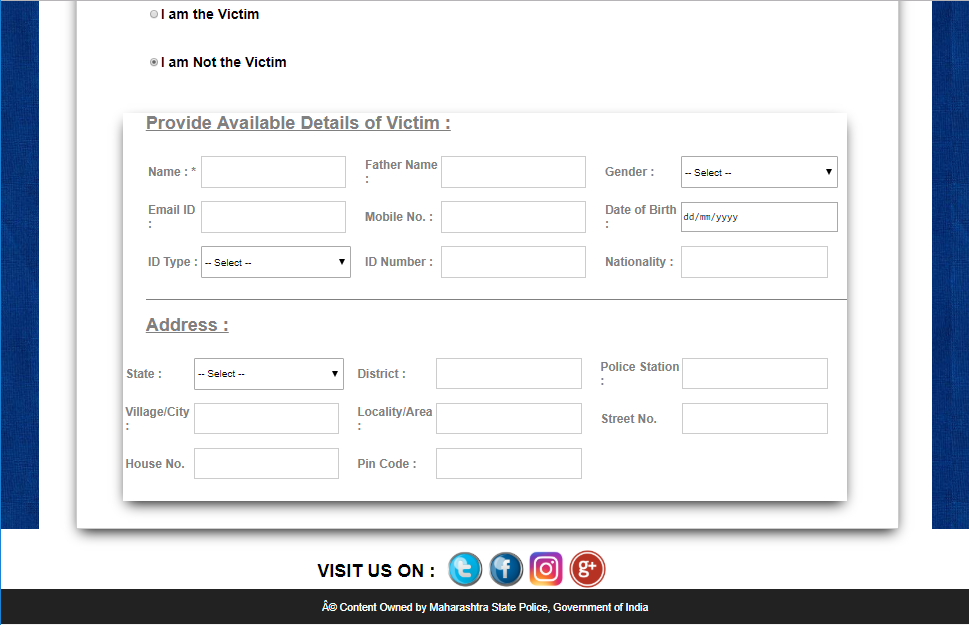 I am the Victim
I am Not the Victim
Provide Available Details of Victim :
Name : *
Father Name :
Gender :
-- Select --
Email ID :
Mobile No. :
Date of Birth :
dd/mm/yyyy
ID Type :
-- Select --
ID Number :
Nationality :
Address :
State :
-- Select --
District :
Police Station :
Village/City :
Locality/Area :
Street No.
House No.
Pin Code :
VISIT US ON :
t
f
g+
Â© Content Owned by Maharashtra State Police, Government of India